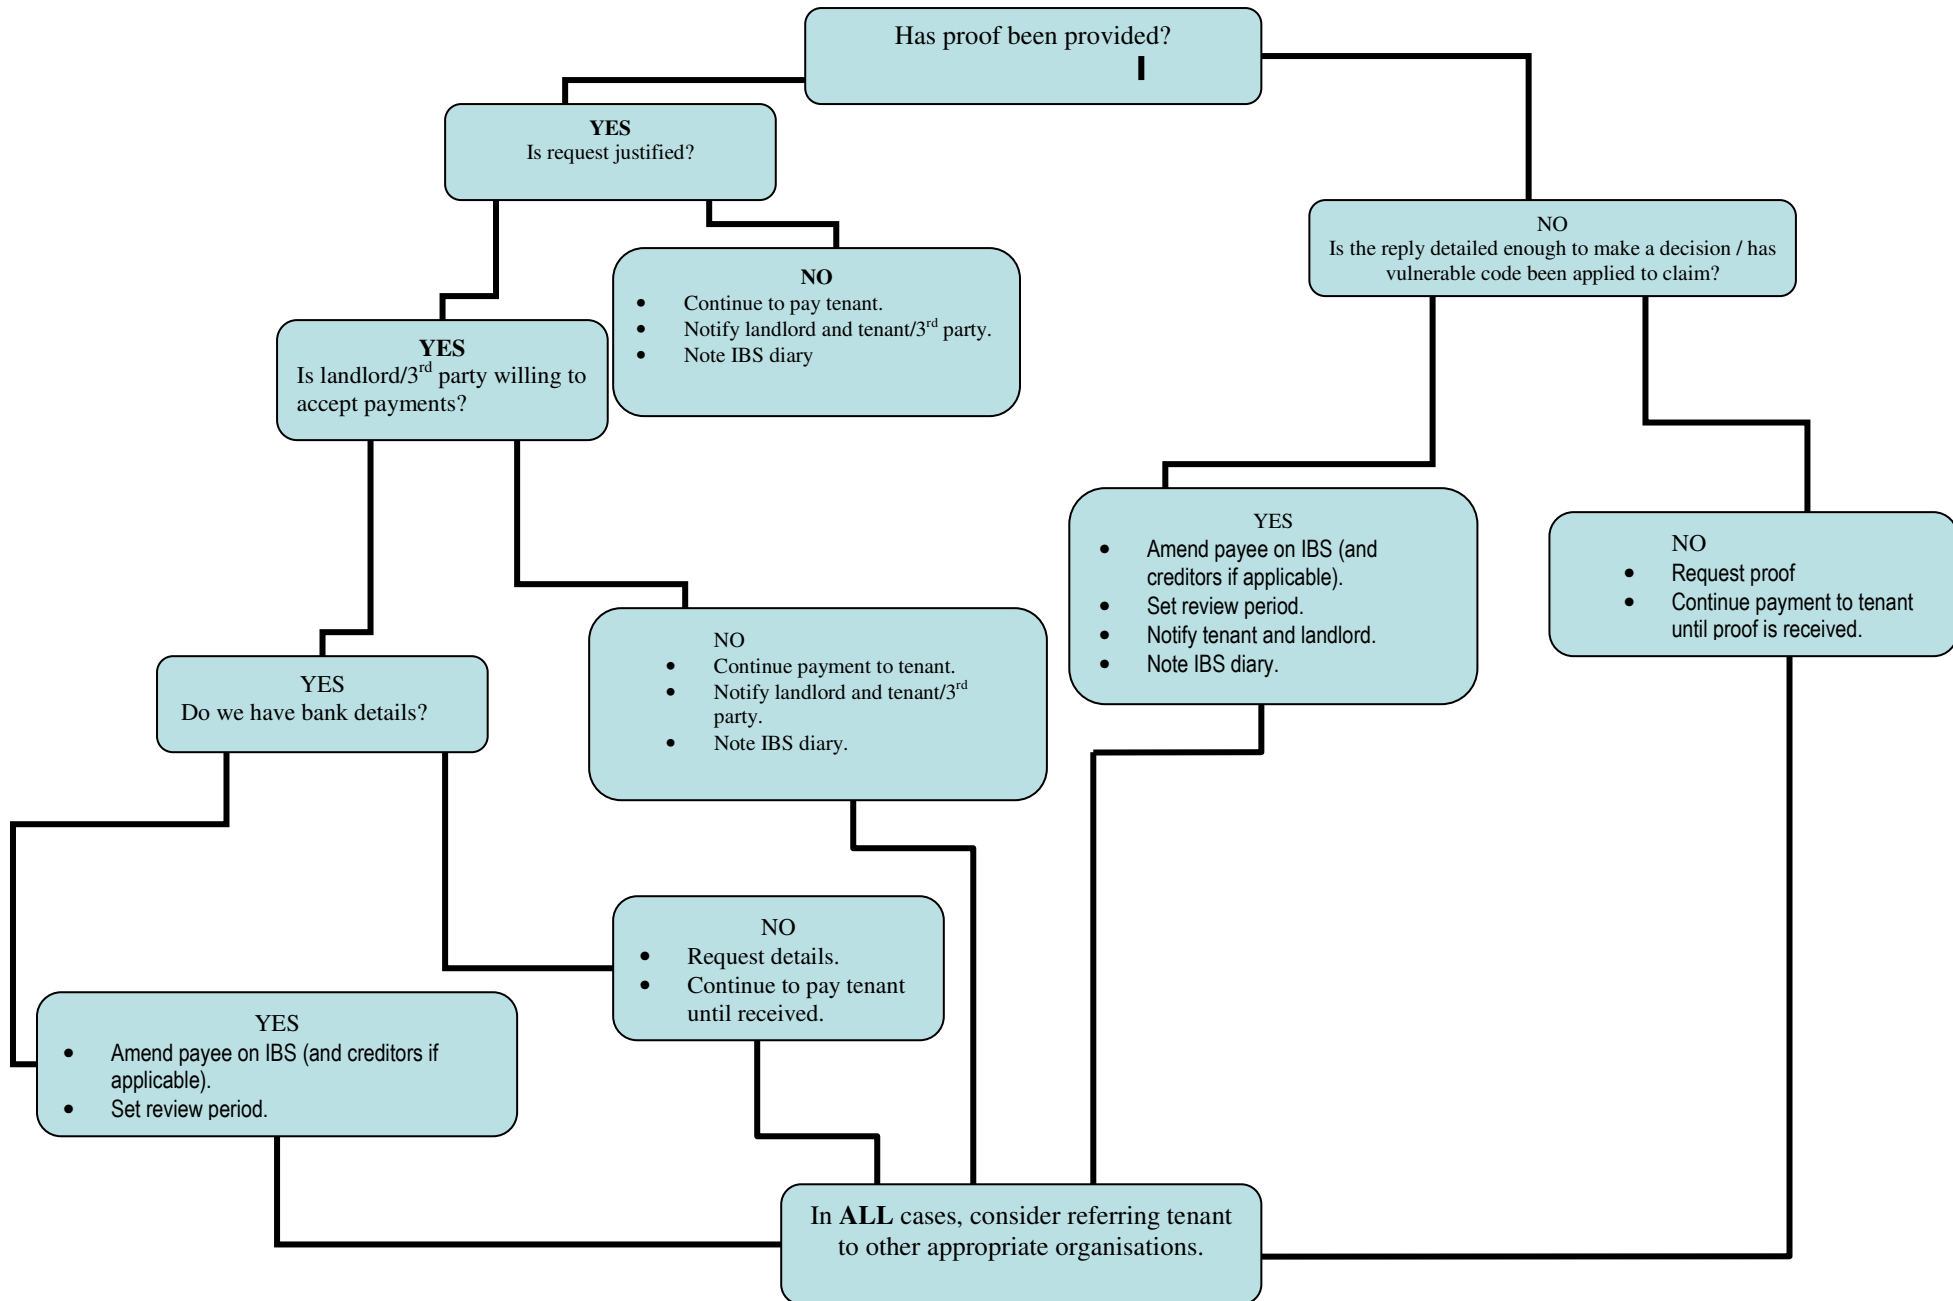 Has proof been provided?
YES
Is request justified?
NO
Is the reply detailed enough to make a decision / has
vulnerable code been applied to claim?
NO
• Continue to pay tenant.
• Notify landlord and tenant/3rd party.
• Note IBS diary
YES
Is landlord/3rd party willing to
accept payments?
YES
• Amend payee on IBS (and
creditors if applicable).
• Set review period.
• Notify tenant and landlord.
• Note IBS diary.
NO
• Request proof
• Continue payment to tenant
until proof is received.
NO
• Continue payment to tenant.
• Notify landlord and tenant/3rd
party.
• Note IBS diary.
YES
Do we have bank details?
NO
• Request details.
• Continue to pay tenant
until received.
YES
• Amend payee on IBS (and creditors if
applicable).
• Set review period.
In ALL cases, consider referring tenant
to other appropriate organisations.